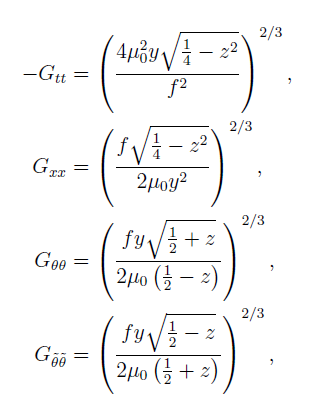 $-G_{tt} = \left( \frac{4\mu_0^2 y \sqrt{\frac{1}{4} - z^2}}{f^2} \right)^{2/3},$
$G_{xx} = \left( \frac{f \sqrt{\frac{1}{4} - z^2}}{2\mu_0 y^2} \right)^{2/3},$
$G_{\theta\theta} = \left( \frac{f y \sqrt{\frac{1}{2} + z}}{2\mu_0 \left( \frac{1}{2} - z \right)} \right)^{2/3},$
$G_{\tilde{\theta}\tilde{\theta}} = \left( \frac{f y \sqrt{\frac{1}{2} - z}}{2\mu_0 \left( \frac{1}{2} + z \right)} \right)^{2/3},$